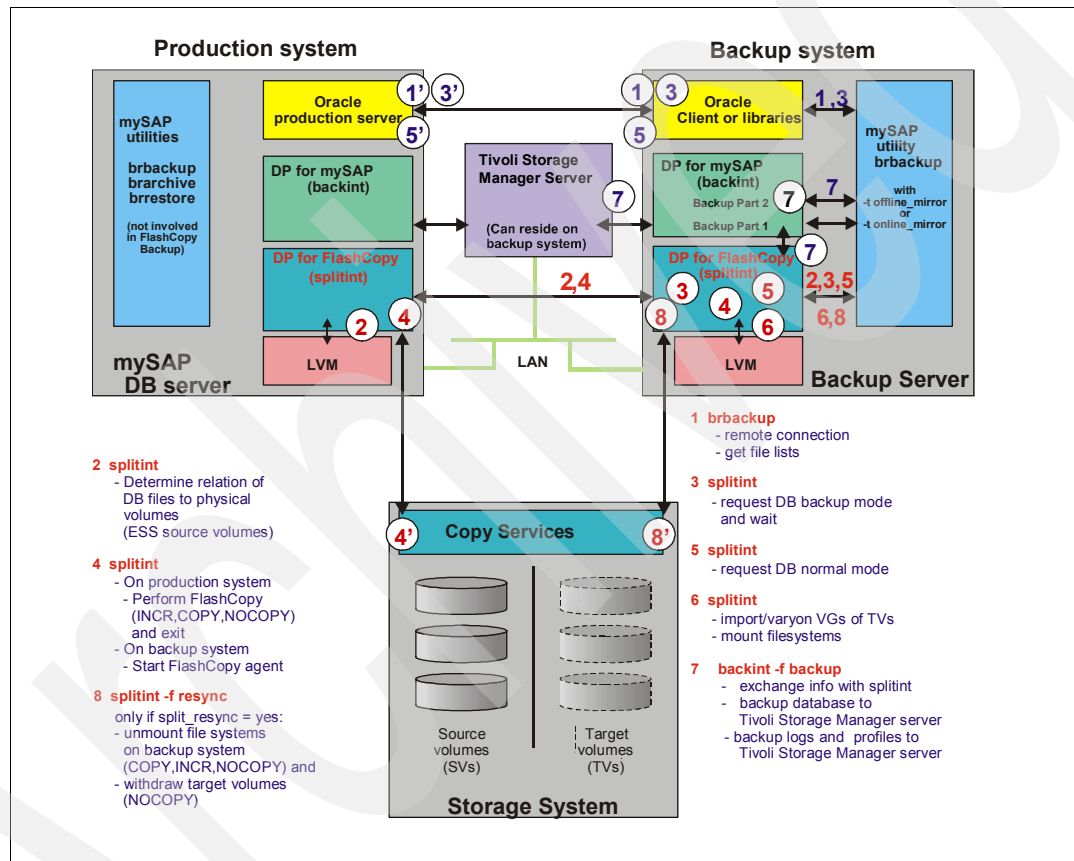 Production system
Backup system
1'
3'
5'
Oracle
production server
mySAP
utilities
brbackup
brarchive
brrestore
(not involved
in FlashCopy
Backup)
DP for mySAP
(backint)
DP for FlashCopy
(splitint)
2
4
LVM
mySAP
DB server
Tivoli Storage
Manager Server
(Can reside on
backup system)
7
2,4
LAN
1
3
5
Oracle
Client or libraries
1,3
DP for mySAP
(backint)
Backup Part 2
Backup Part 1
7
7
7
DP for FlashCopy
(splitint)
3
5
4
8
6
2,3,5
6,8
LVM
mySAP
utility
brbackup
with
-t offline_mirror
or
-t online_mirror
Backup Server
2 splitint
- Determine relation of
DB files to physical
volumes
(ESS source volumes)
4 splitint
- On production system
- Perform FlashCopy
(INCR,COPY,NOCOPY)
and exit
- On backup system
- Start FlashCopy agent
8 splitint -f resync
only if split_resync = yes:
- unmount file systems
on backup system
(COPY,INCR,NOCOPY) and
- withdraw target volumes
(NOCOPY)
4'
Copy Services
8'
Source
volumes
(SVs)
Target
volumes
(TVs)
Storage System
1 brbackup
- remote connection
- get file lists
3 splitint
- request DB backup mode
and wait
5 splitint
- request DB normal mode
6 splitint
- import/varyon VGs of TVs
- mount filesystems
7 backint -f backup
- exchange info with splitint
- backup database to
Tivoli Storage Manager server
- backup logs and profiles to
Tivoli Storage Manager server